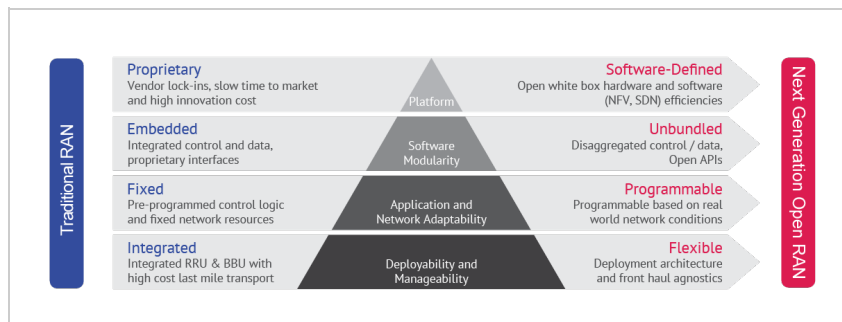 Traditional RAN
Proprietary
Vendor lock-ins, slow time to market
and high innovation cost
Platform
Software-Defined
Open white box hardware and software
(NFV, SDN) efficiencies
Embedded
Integrated control and data,
proprietary interfaces
Software
Modularity
Unbundled
Disaggregated control / data,
Open APIs
Fixed
Pre-programmed control logic
and fixed network resources
Application and
Network Adaptability
Programmable
Programmable based on real
world network conditions
Integrated
Integrated RRU & BBU with
high cost last mile transport
Deployability and
Manageability
Flexible
Deployment architecture
and front haul agnostics
Next Generation Open RAN